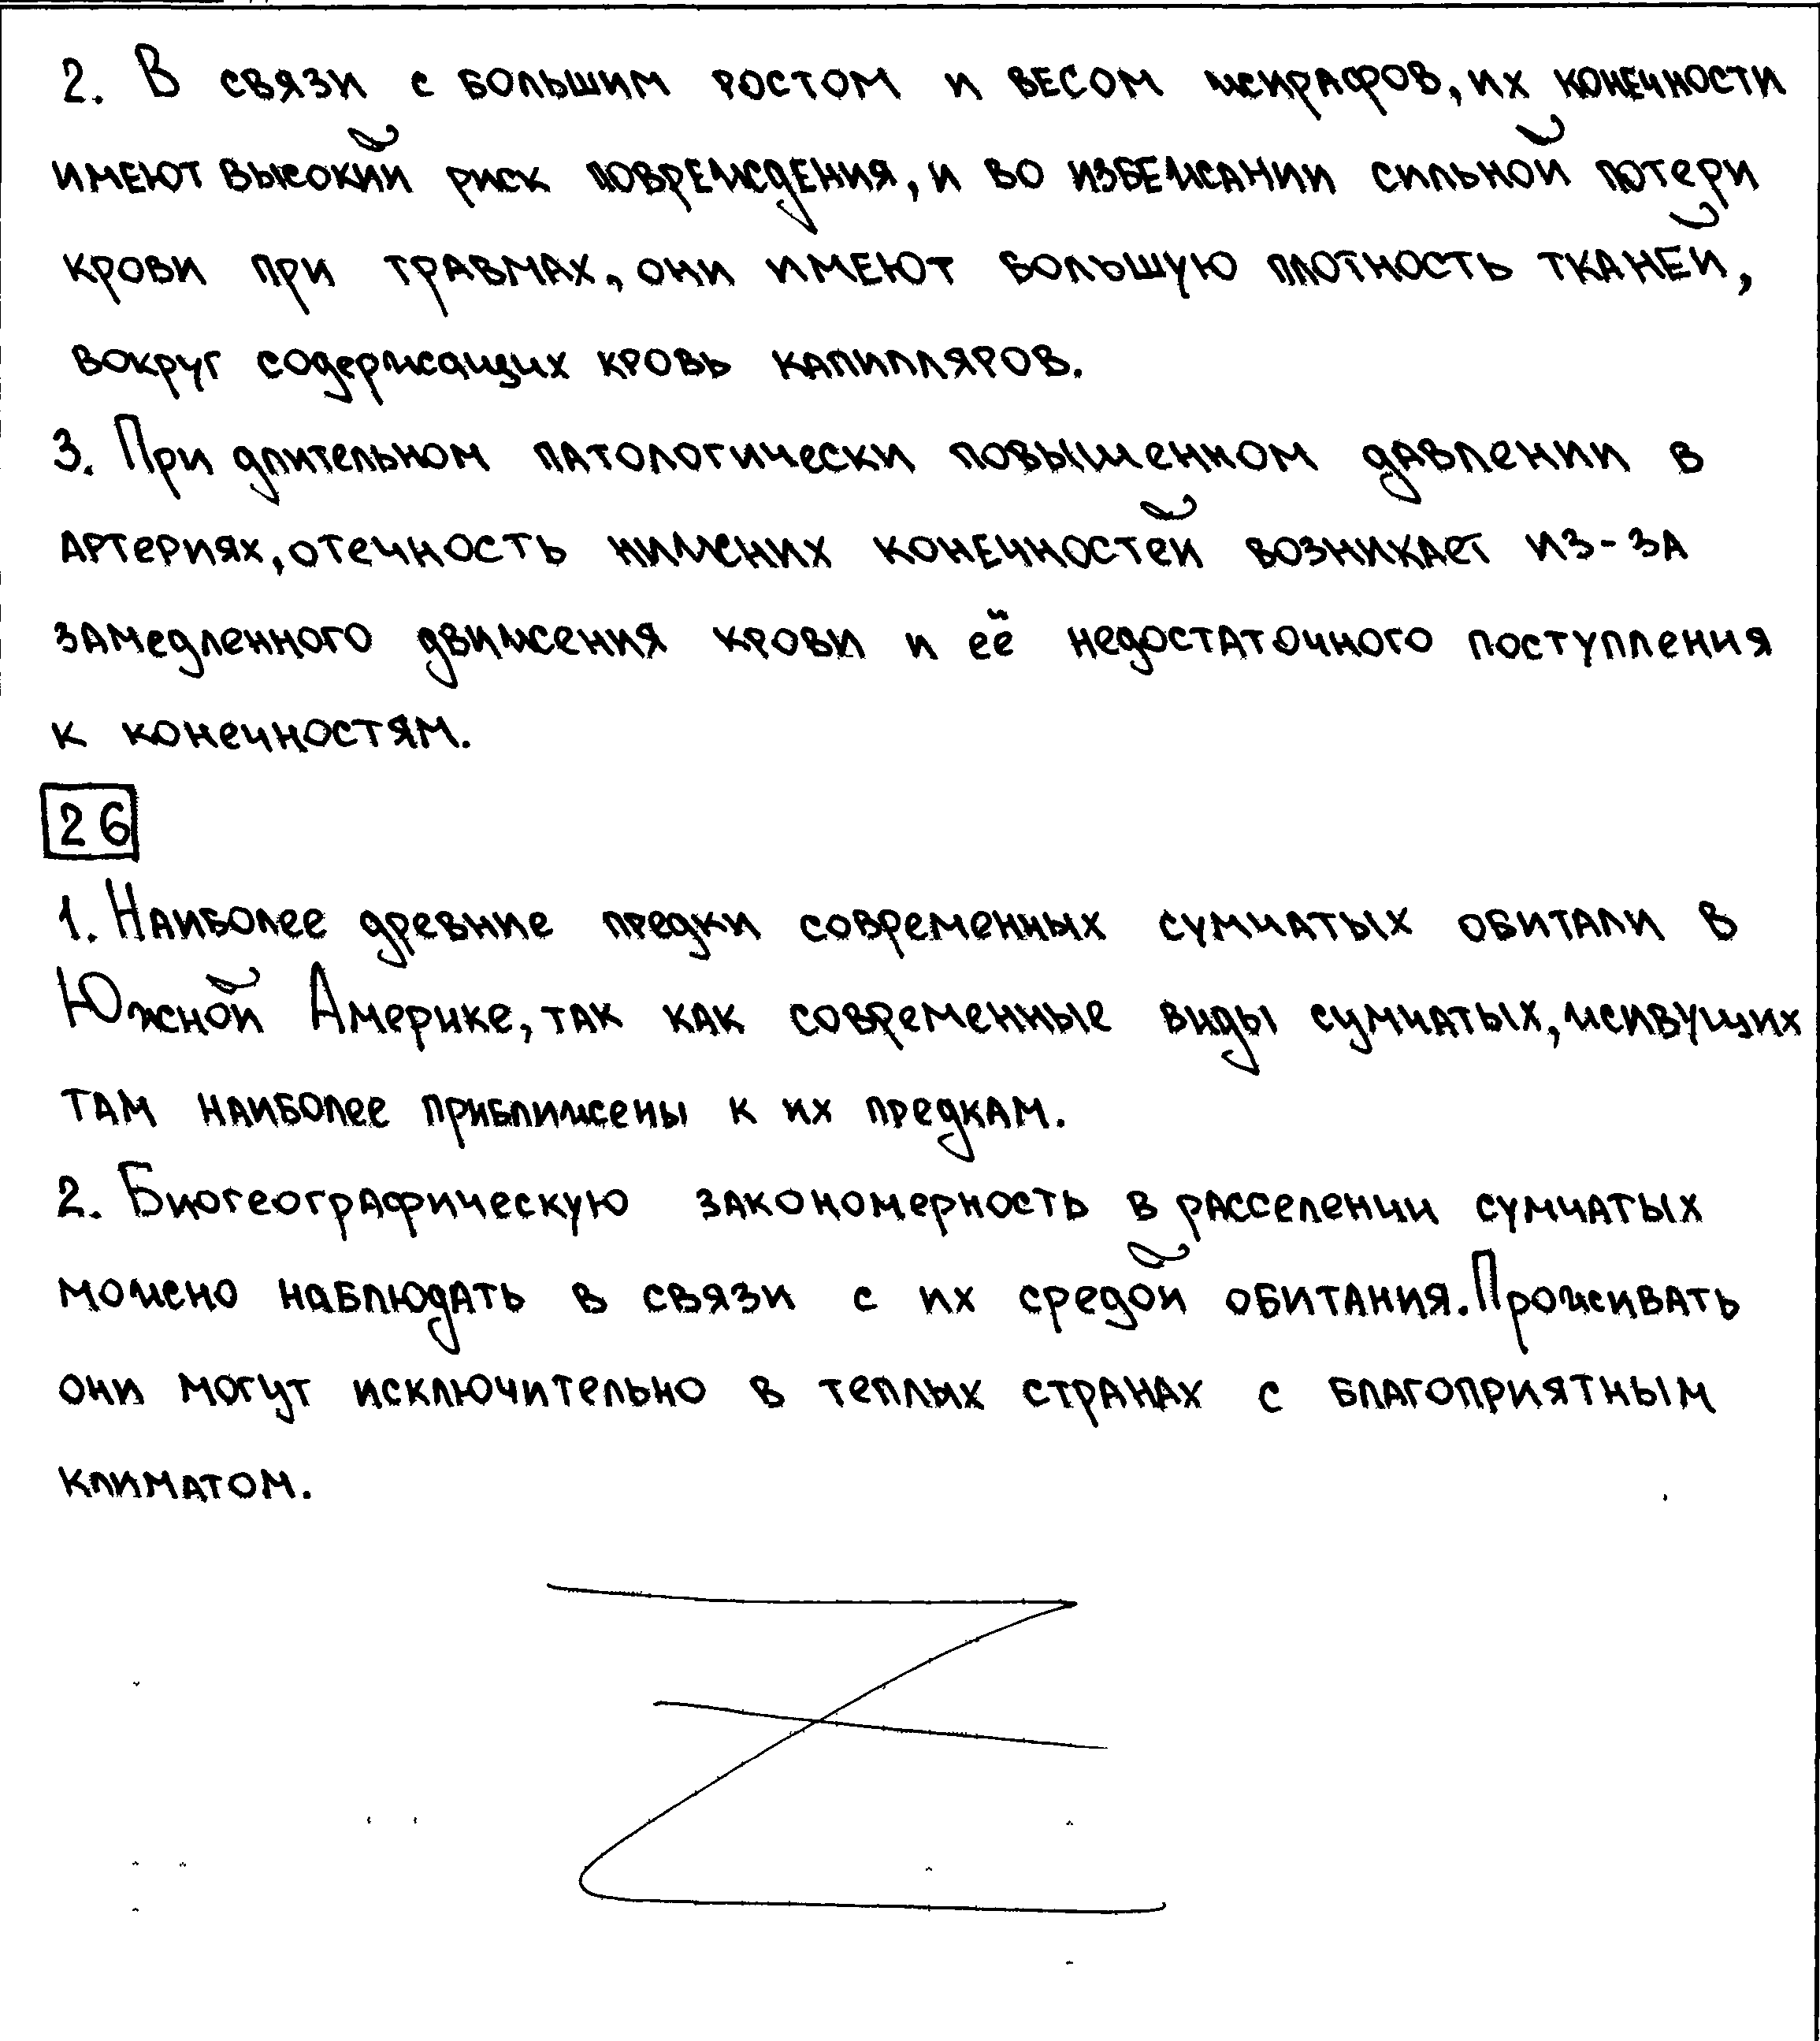 2. В связи с большим ростом и весом жирафов, их конечности
имеют высокий риск повреждения, и во избежании сильной потери
крови при травмах, они имеют большую плотность тканей,
вокруг содержащих кровь капилляров.
3. При длительном патологически повышенном давлении в
артериях, отечность нижних конечностей возникает из-за
замедленного движения крови и её недостаточного поступления
к конечностям.
26
1. Наиболее древние предки современных сумчатых обитали в
Южной Америке, так как современные виды сумчатых, живущих
там наиболее приближены к их предкам.
2. Биогеографическую закономерность в расселении сумчатых
можно наблюдать в связи с их средой обитания. Проживать
они могут исключительно в теплых странах с благоприятным
климатом.